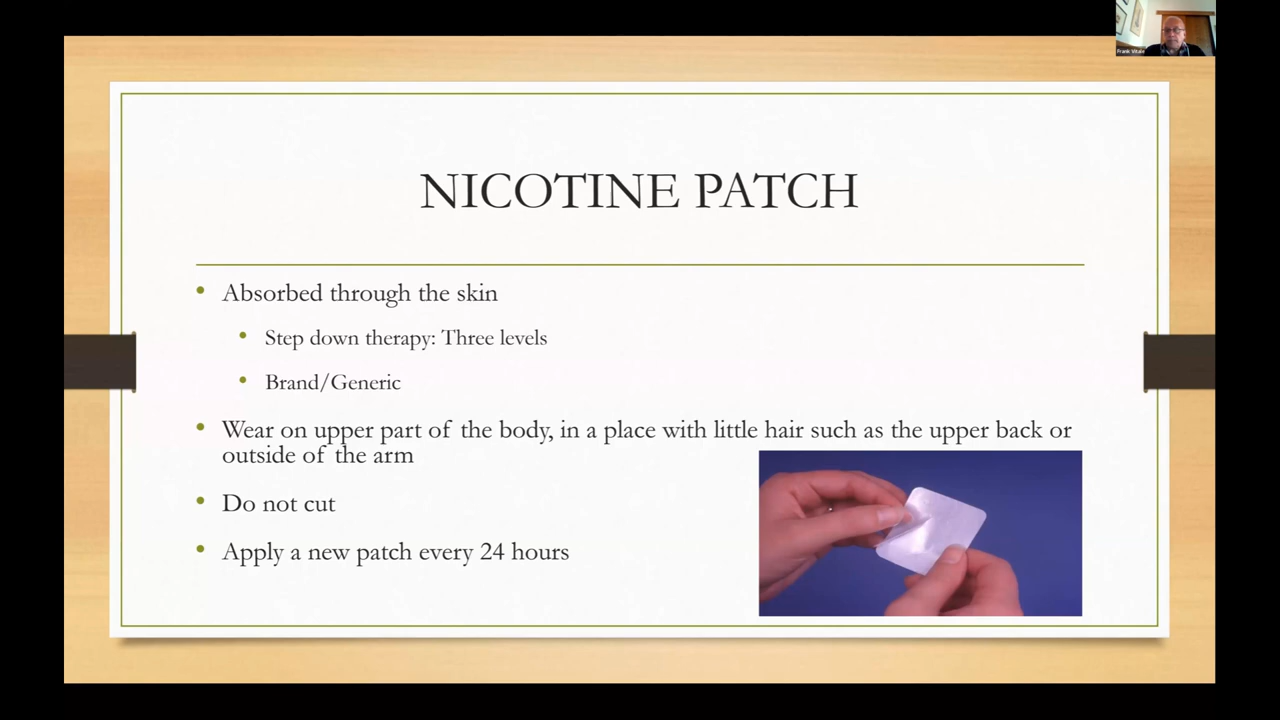 Frank Vitale
NICOTINE PATCH
• Absorbed through the skin
• Step down therapy: Three levels
• Brand/Generic
• Wear on upper part of the body, in a place with little hair such as the upper back or
outside of the arm
• Do not cut
• Apply a new patch every 24 hours